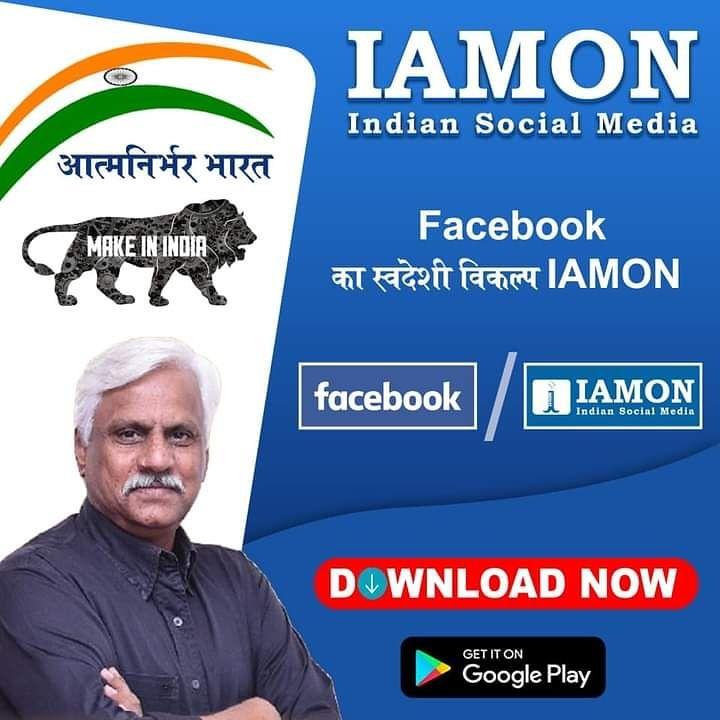 IAMON
Indian Social Media
आत्मनिर्भर भारत
MAKE IN INDIA
Facebook
का स्वदेशी विकल्प IAMON
facebook
IAMON
Indian Social Media
DOWNLOAD NOW
GET IT ON
Google Play